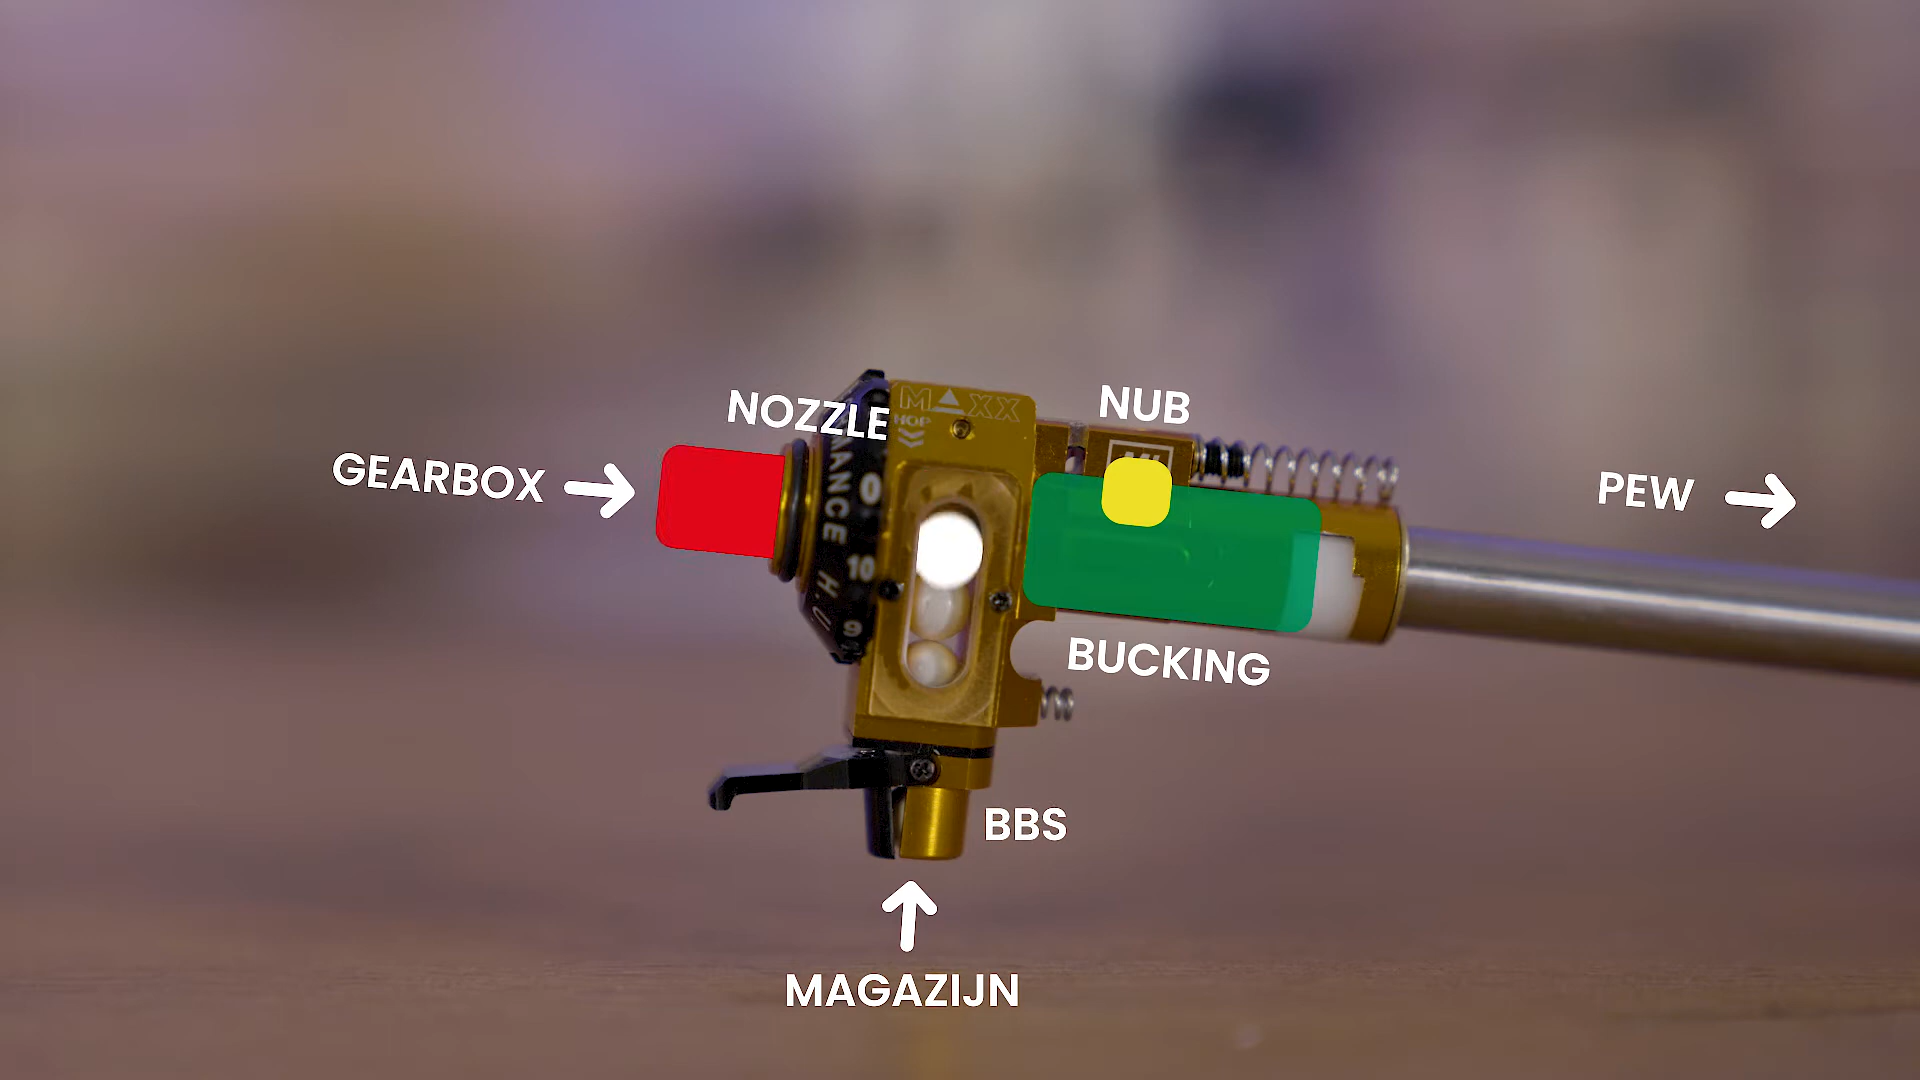 NUB
NOZZLE
MAXX
HOP
GEARBOX
PEW
0
10
9
BUCKING
BBS
MAGAZIJN